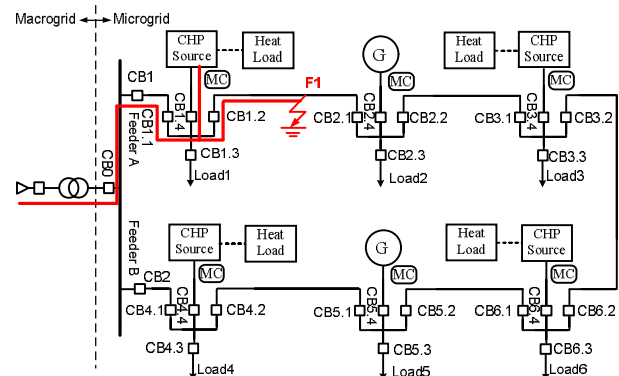 Macrogrid Microgrid
CHP Source
Heat Load
MC
G
MC
Heat Load
CHP Source
MC
F1
CB1
CB1.1
CB1.4
CB1.2
CB2.1
CB2.4
CB2.2
CB3.1
CB3.4
CB3.2
Feeder A
CB0
CB1.3
CB2.3
CB3.3
Load1
Load2
Load3
Feeder B
CHP Source
Heat Load
MC
G
MC
Heat Load
CHP Source
MC
CB2
CB4.1
CB4.4
CB4.2
CB5.1
CB5.4
CB5.2
CB6.1
CB6.4
CB6.2
CB4.3
CB5.3
CB6.3
Load4
Load5
Load6